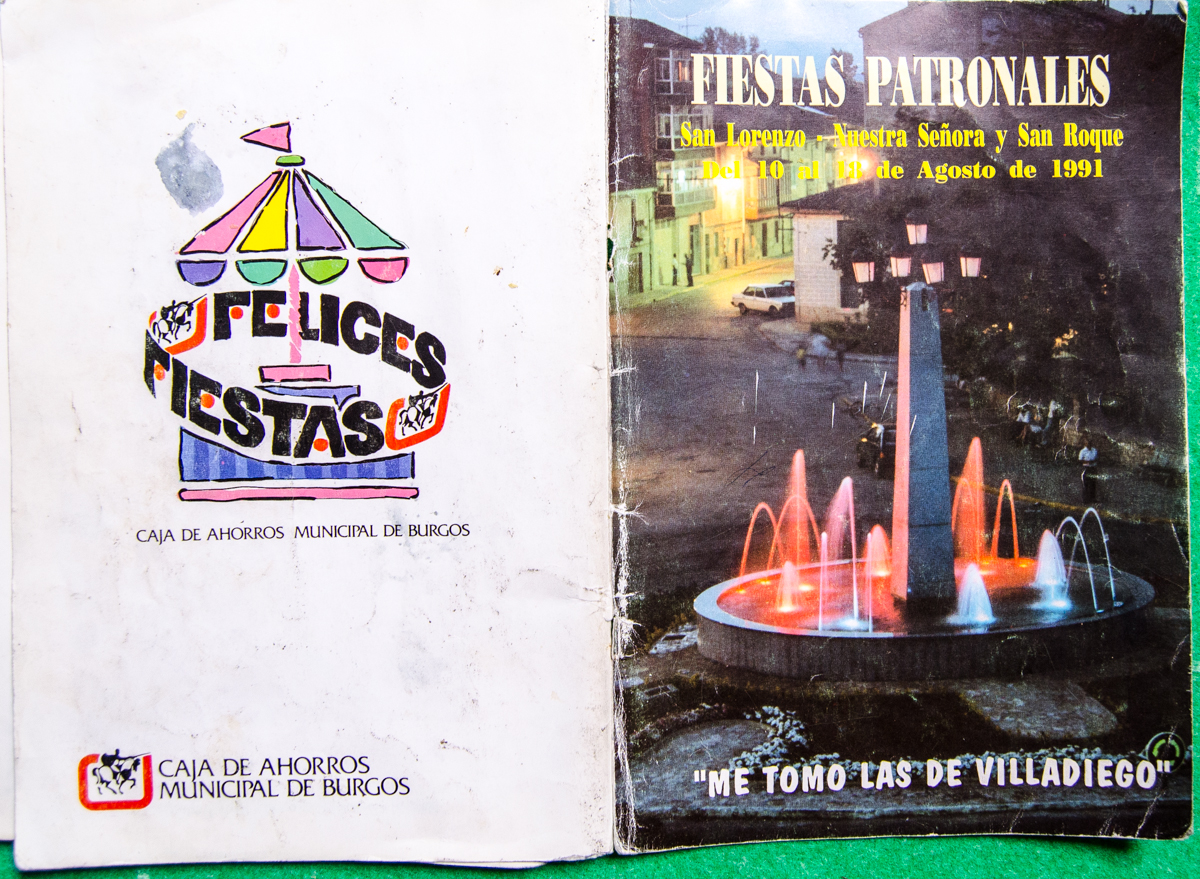 FELICES
FIESTAS
CAJA DE AHORROS MUNICIPAL DE BURGOS
CAJA DE AHORROS
MUNICIPAL DE BURGOS
FIESTAS PATRONALES
San Lorenzo - Nuestra Señora y San Roque
Del 10 al 18 de Agosto de 1991
"ME TOMO LAS DE VILLADIEGO"